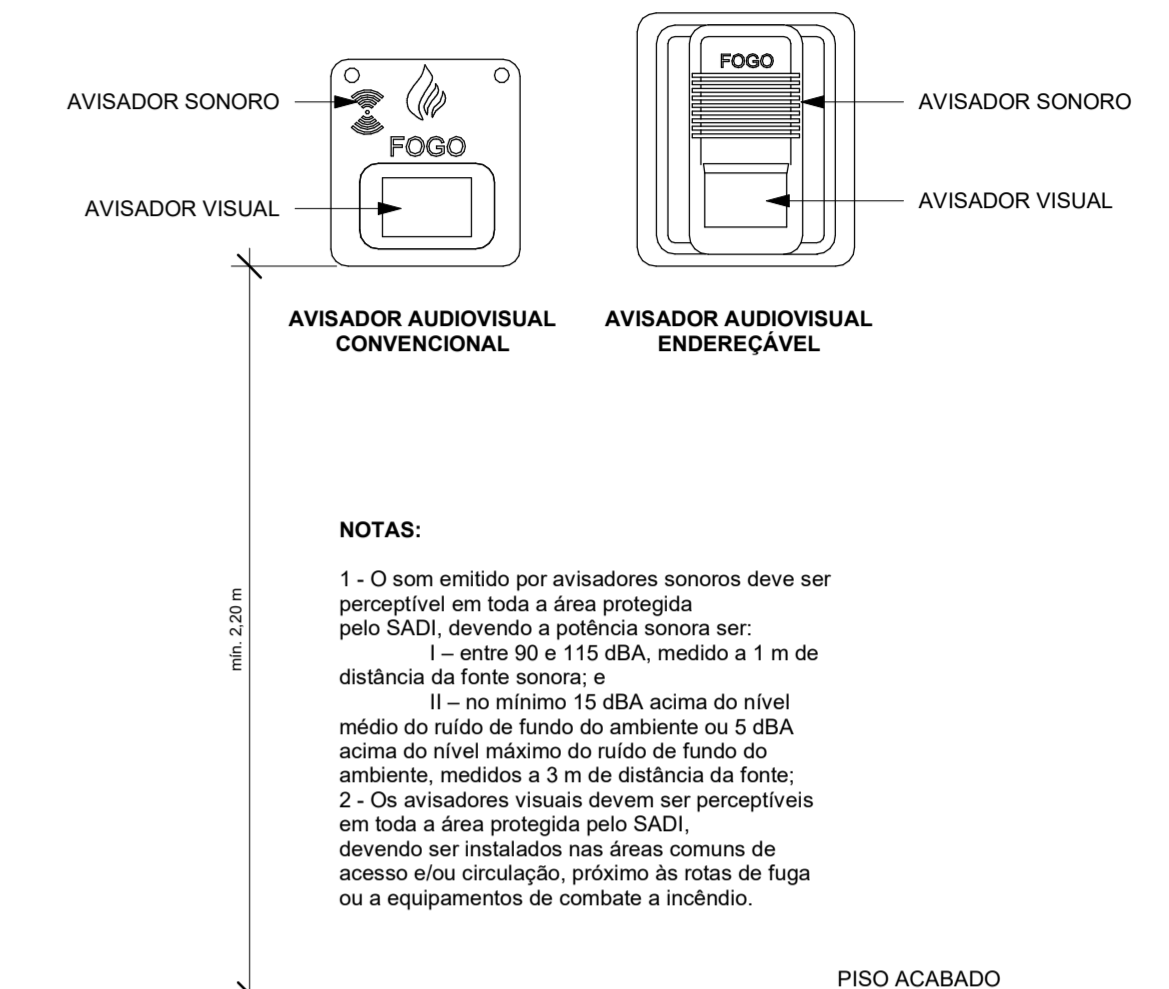 FOGO
AVISADOR SONORO
AVISADOR SONORO
FOGO
AVISADOR VISUAL
AVISADOR VISUAL
AVISADOR AUDIOVISUAL
CONVENCIONAL
AVISADOR AUDIOVISUAL
ENDEREÇÁVEL
NOTAS:
1 - O som emitido por avisadores sonoros deve ser
perceptível em toda a área protegida
pelo SADI, devendo a potência sonora ser:
I – entre 90 e 115 dBA, medido a 1 m de
distância da fonte sonora; e
II – no mínimo 15 dBA acima do nível
médio do ruído de fundo do ambiente ou 5 dBA
acima do nível máximo do ruído de fundo do
ambiente, medidos a 3 m de distância da fonte;
2 - Os avisadores visuais devem ser perceptíveis
em toda a área protegida pelo SADI,
devendo ser instalados nas áreas comuns de
acesso e/ou circulação, próximo às rotas de fuga
ou a equipamentos de combate a incêndio.
mín. 2,20 m
PISO ACABADO